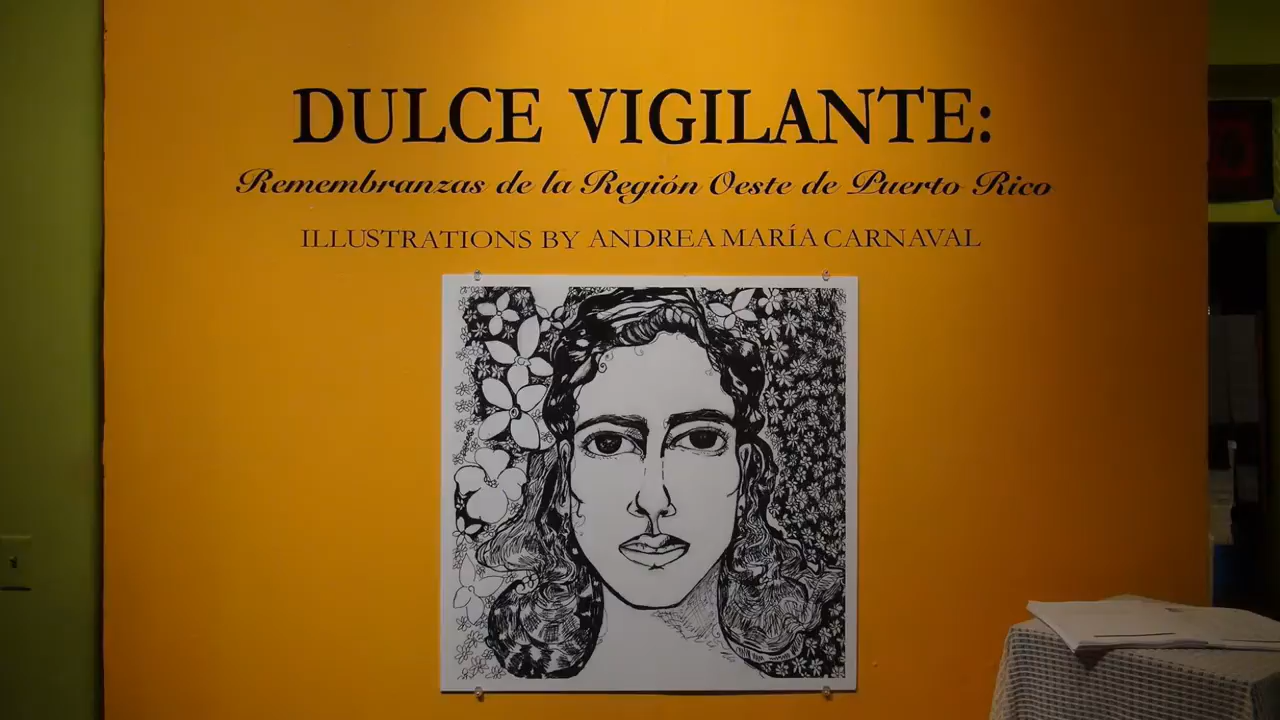 DULCE VIGILANTE:
Remembranzas de la Región Oeste de Puerto Rico
ILLUSTRATIONS BY ANDREA MARÍA CARNAVAL